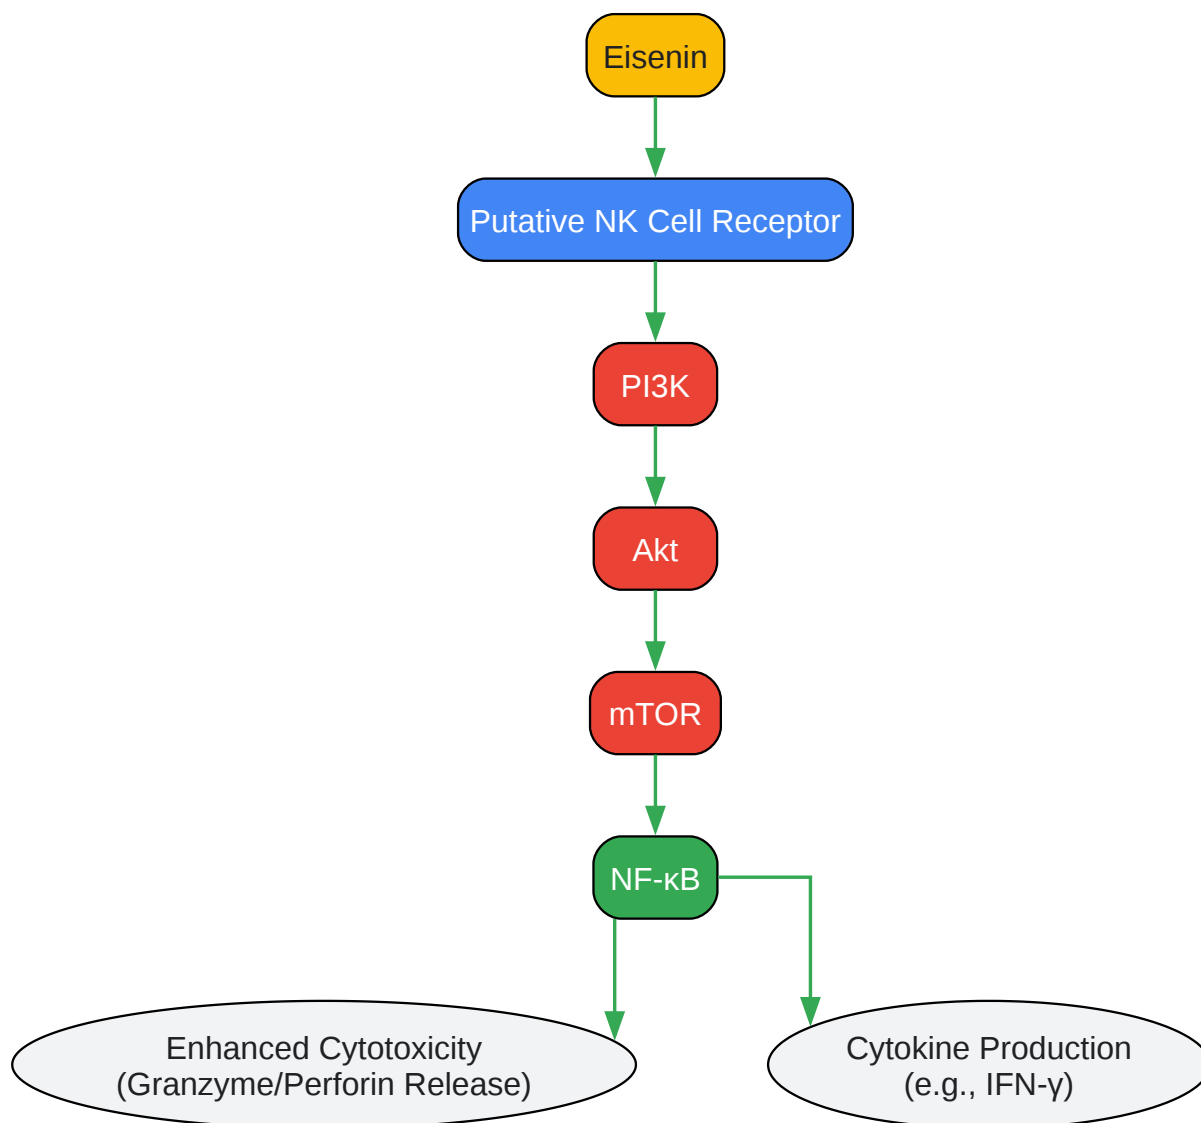 Eisenin
Putative NK Cell Receptor
PI3K
Akt
mTOR
NF-κB
Enhanced Cytotoxicity
(Granzyme/Perforin Release)
Cytokine Production
(e.g., IFN-γ)